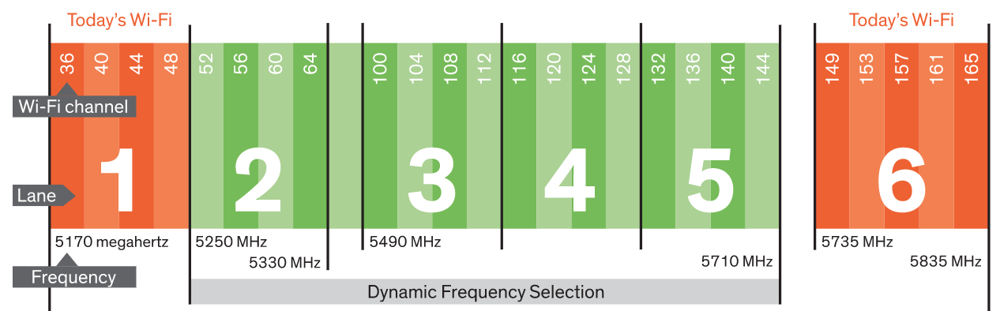 Today's Wi-Fi
Today's Wi-Fi
36 40 44 48 52 56 60 64 100 104 108 112 116 120 124 128 132 136 140 144 149 153 157 161 165
Wi-Fi channel
1 2 3 4 5 6
Lane
5170 megahertz
5250 MHz
5490 MHz
5735 MHz
5330 MHz
5710 MHz
5835 MHz
Frequency
Dynamic Frequency Selection